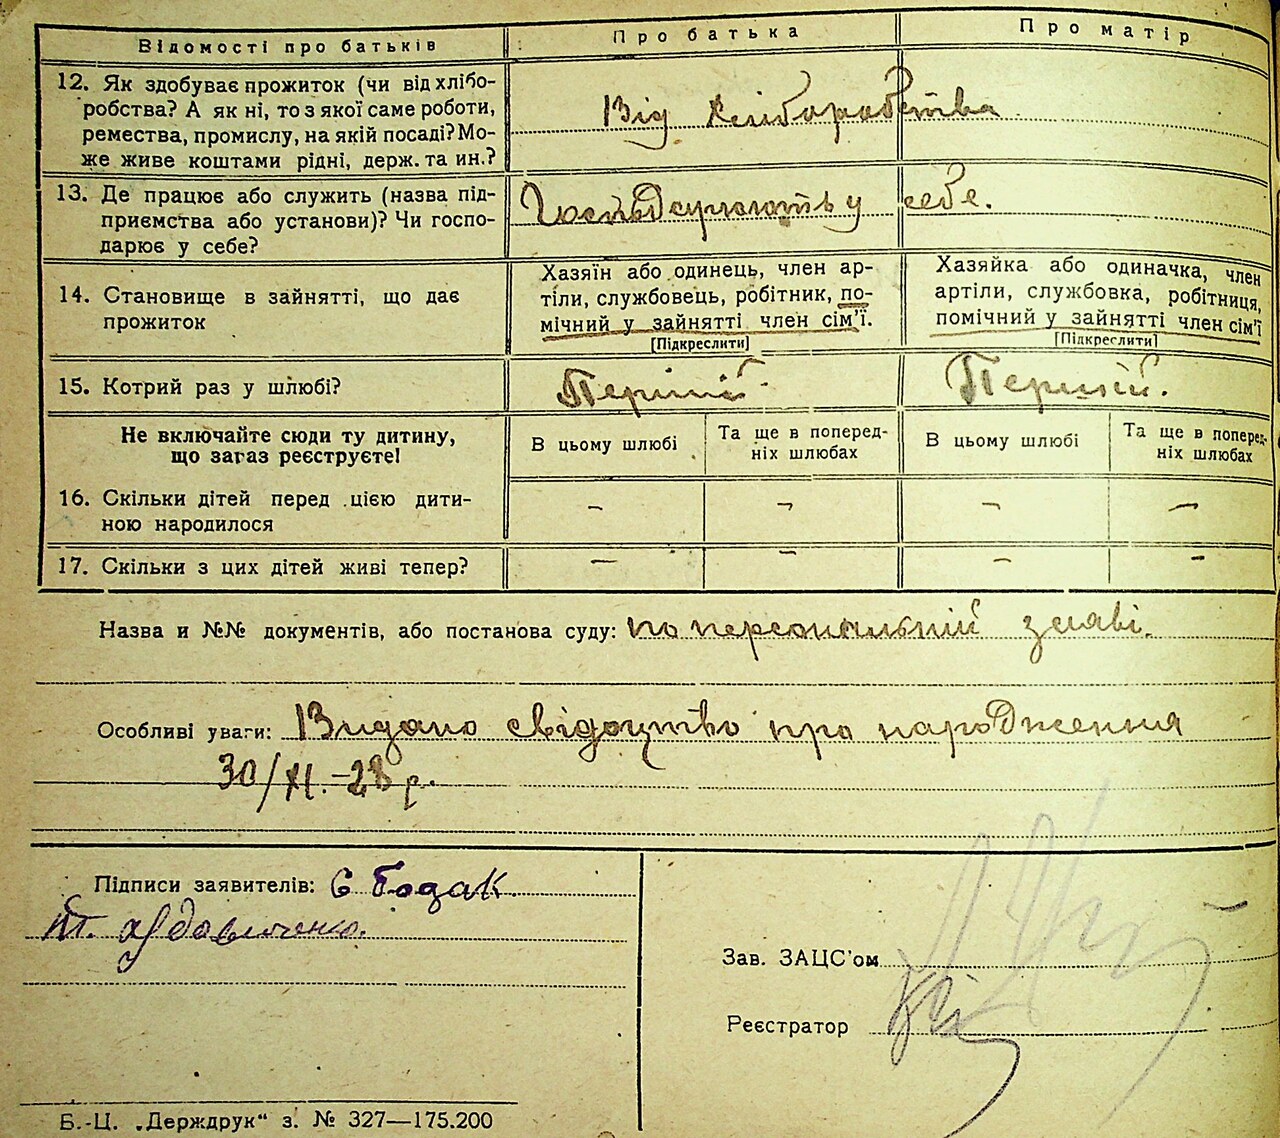 Відомості про батьків
Про батька
Про матір
12. Як здобуває прожиток (чи від хлібо-
робства? А як ні, то з якої саме роботи,
ремества, промислу, на якій посаді? Мо-
же живе коштами рідні, держ. та ин.?
Від хліборобства
13. Де працює або служить (назва під-
приємства або установи)? Чи госпо-
дарює у себе?
у себе.
14. Становище в зайнятті, що дає
прожиток
Хазяїн або одинець, член ар-
тіли, службовець, робітник, по-
мічний у зайнятті член сім'ї.
[Підкреслити]
Хазяйка або одиначка, член
артіли, службовка, робітниця,
помічний у зайнятті член сім'ї
[Підкреслити]
15. Котрий раз у шлюбі?
Перший.
Перший.
Не включайте сюди ту дитину,
що загаз реєструєте!
В цьому шлюбі
Та ще в поперед-
ніх шлюбах
В цьому шлюбі
Та ще в поперед-
ніх шлюбах
16. Скільки дітей перед цією дити-
ною народилося
– – – –
17. Скільки з цих дітей живі тепер?
– – – –
Назва и №№ документів, або постанова суду: по персональній заяві.
Особливі уваги: Видано свідоцтво про народження
30/XI.–28 р.
Підписи заявителів: Є Бодак.
Зав. ЗАЦС'ом
Реєстратор
Б.-Ц. „Держдрук“ з. № 327—175.200